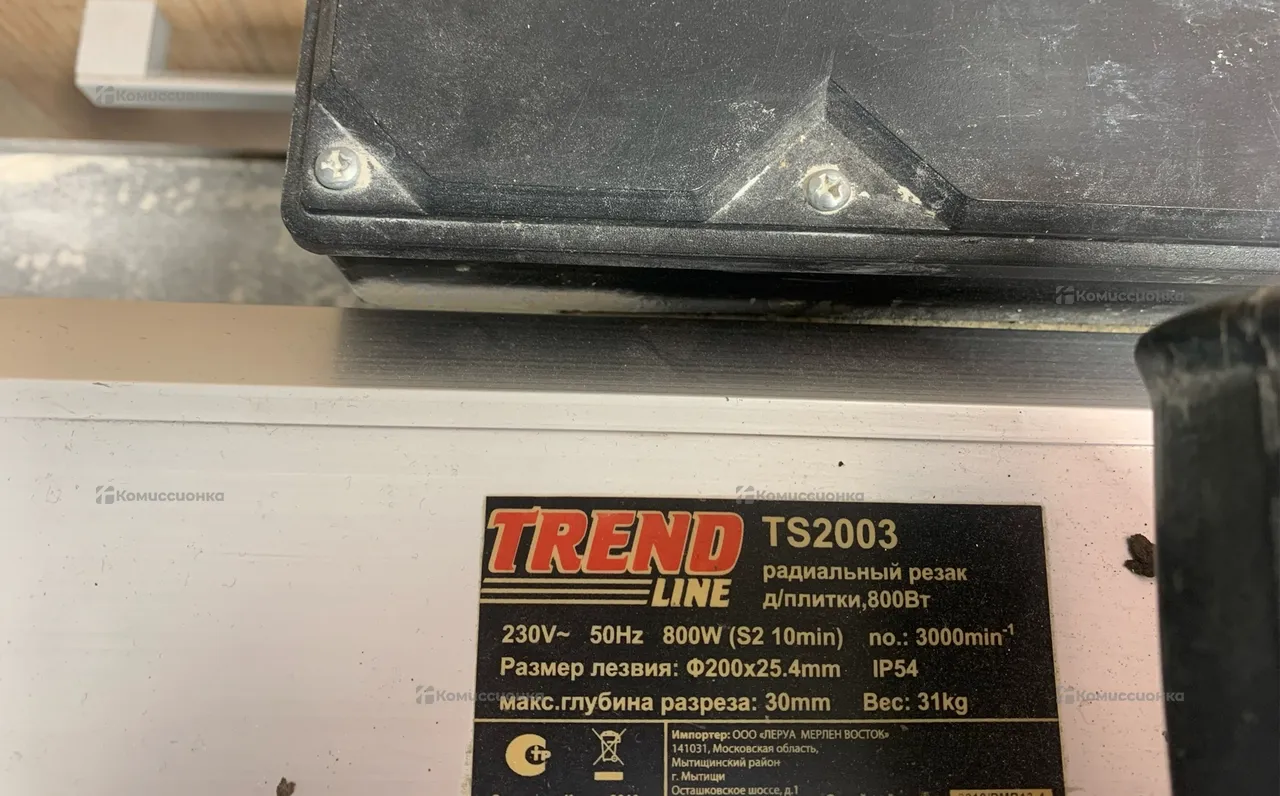 Комиссионка
Комиссионка
Комиссионка
Комиссионка
TREND
LINE
TS2003
радиальный резак
д/плитки,800Вт
230V~ 50Hz 800W (S2 10min) no.: 3000min⁻¹
Размер лезвия: Ф200x25.4mm IP54
Комиссионка
Комиссионка
макс.глубина разреза: 30mm Вес: 31kg
Импортер: ООО «ЛЕРУА МЕРЛЕН ВОСТОК»
141031, Московская область,
Мытищинский район
г. Мытищи
Осташковское шоссе, д.1